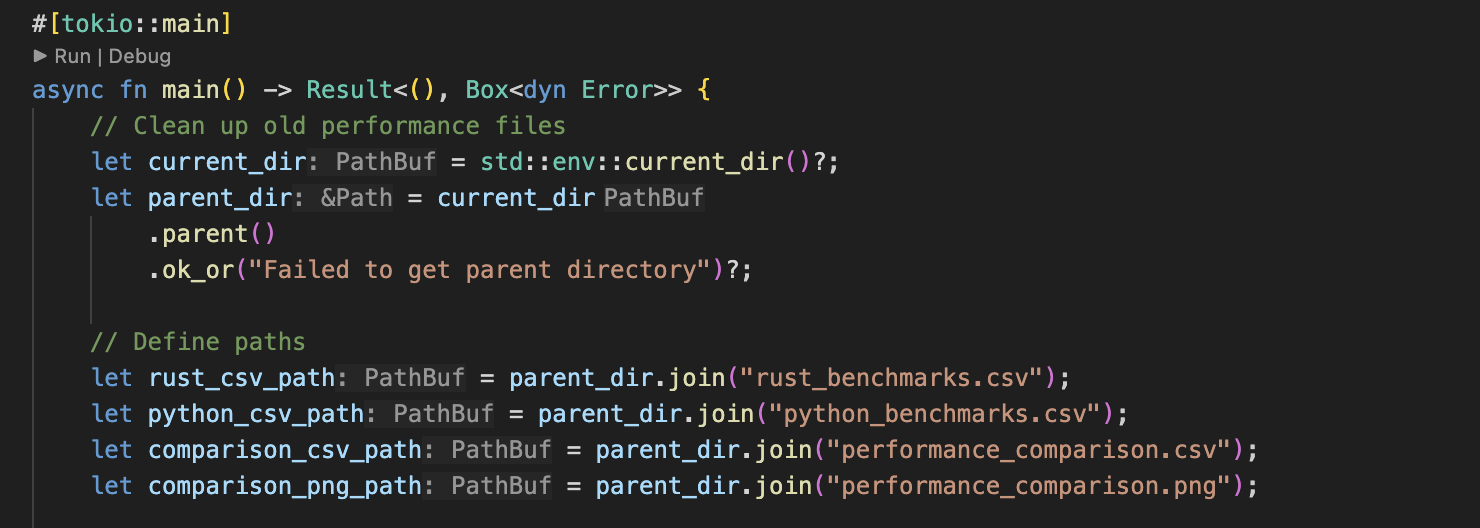 #[tokio::main]
▶ Run | Debug
async fn main() -> Result<(), Box<dyn Error>> {
    // Clean up old performance files
    let current_dir: PathBuf = std::env::current_dir()?;
    let parent_dir: &Path = current_dir PathBuf
        .parent()
        .ok_or("Failed to get parent directory")?;
    // Define paths
    let rust_csv_path: PathBuf = parent_dir.join("rust_benchmarks.csv");
    let python_csv_path: PathBuf = parent_dir.join("python_benchmarks.csv");
    let comparison_csv_path: PathBuf = parent_dir.join("performance_comparison.csv");
    let comparison_png_path: PathBuf = parent_dir.join("performance_comparison.png");